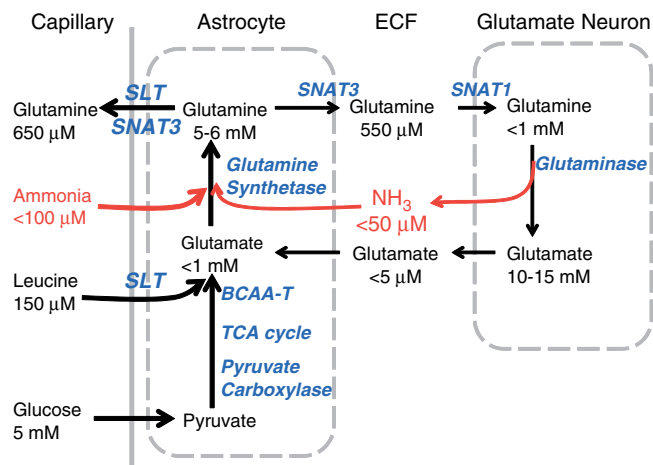 Capillary
Astrocyte
ECF
Glutamate Neuron
SLT
SNAT3
SNAT1
Glutamine
650 µM
SNAT3
Glutamine
5-6 mM
Glutamine
550 µM
Glutamine
<1 mM
Glutamine
Synthetase
Glutaminase
Ammonia
<100 µM
NH₃
<50 µM
Glutamate
<1 mM
Glutamate
<5 µM
Glutamate
10-15 mM
Leucine
150 µM
SLT
BCAA-T
TCA cycle
Pyruvate
Carboxylase
Glucose
5 mM
Pyruvate